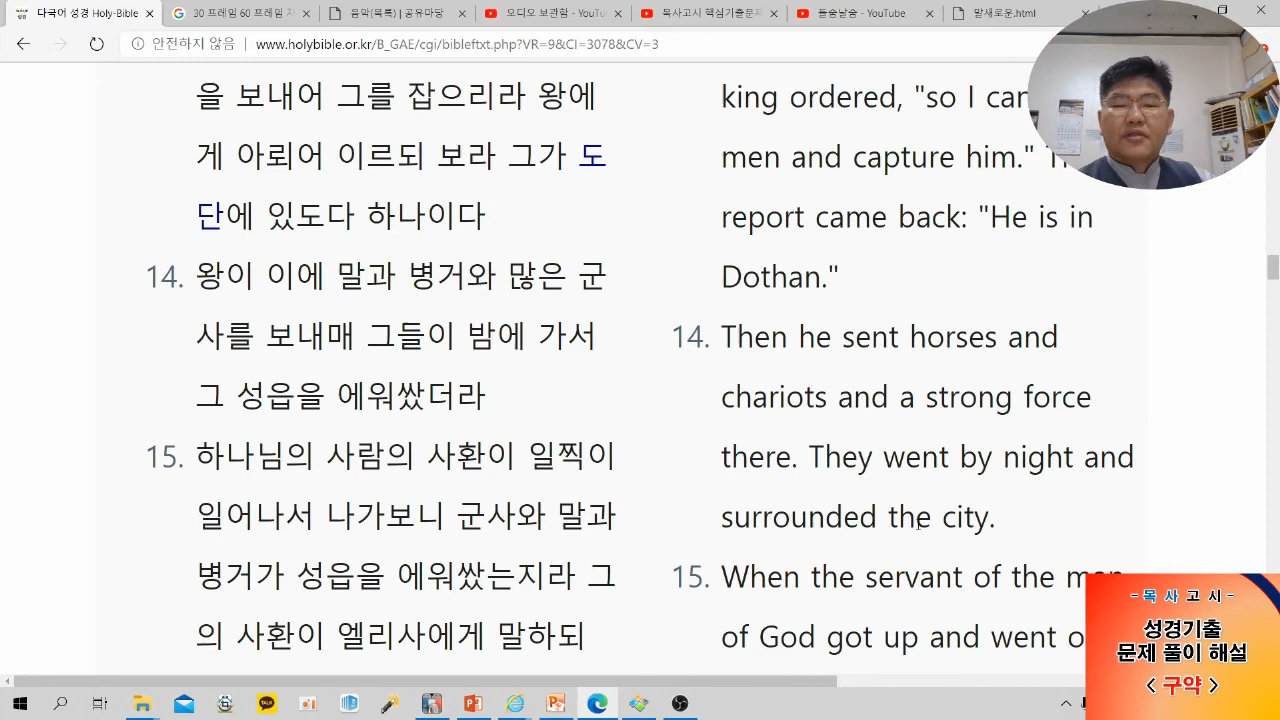 다국어 성경 Holy-Bible
30 프레임 60 프레임 차
음악(목록) | 공유마당
오디오 보관함 - YouTu
목사고시 핵심기출문
들숨날숨 - YouTube
말새로운.html
안전하지 않음
www.holybible.or.kr/B_GAE/cgi/bibleftxt.php?VR=9&CI=3078&CV=3
을 보내어 그를 잡으리라 왕에
게 아뢰어 이르되 보라 그가 도
단에 있도다 하나이다
14. 왕이 이에 말과 병거와 많은 군
사를 보내매 그들이 밤에 가서
그 성읍을 에워쌌더라
15. 하나님의 사람의 사환이 일찍이
일어나서 나가보니 군사와 말과
병거가 성읍을 에워쌌는지라 그
의 사환이 엘리사에게 말하되
king ordered, "so I can
men and capture him."
report came back: "He is in
Dothan."
14. Then he sent horses and
chariots and a strong force
there. They went by night and
surrounded the city.
15. When the servant of the man
of God got up and went
- 목 사 고 시 -
성경기출
문제 풀이 해설
< 구약 >